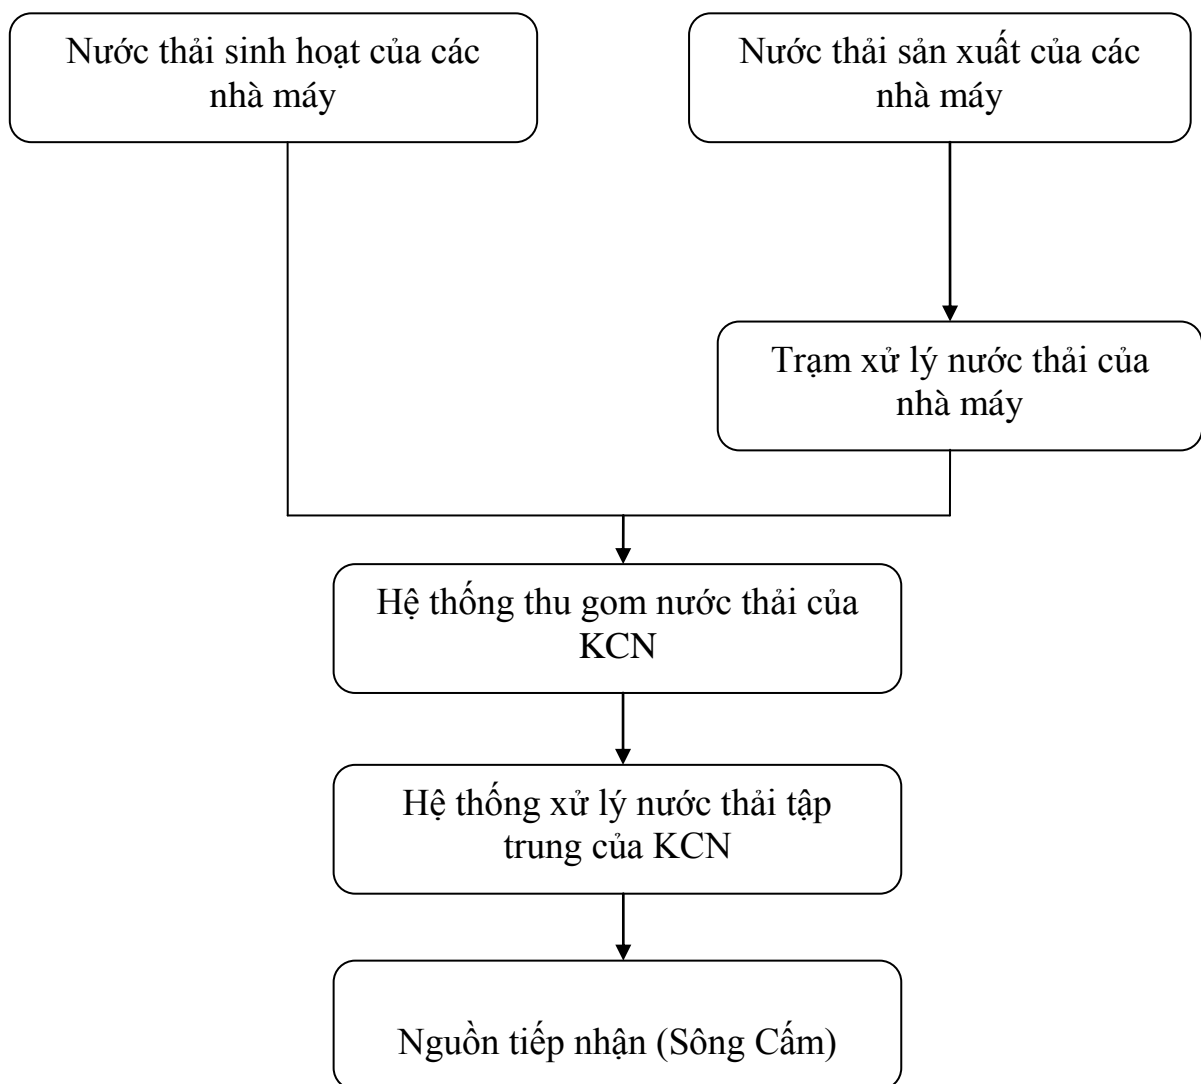 Nước thải sinh hoạt của các
nhà máy
Nước thải sản xuất của các
nhà máy
Trạm xử lý nước thải của
nhà máy
Hệ thống thu gom nước thải của
KCN
Hệ thống xử lý nước thải tập
trung của KCN
Nguồn tiếp nhận (Sông Cấm)